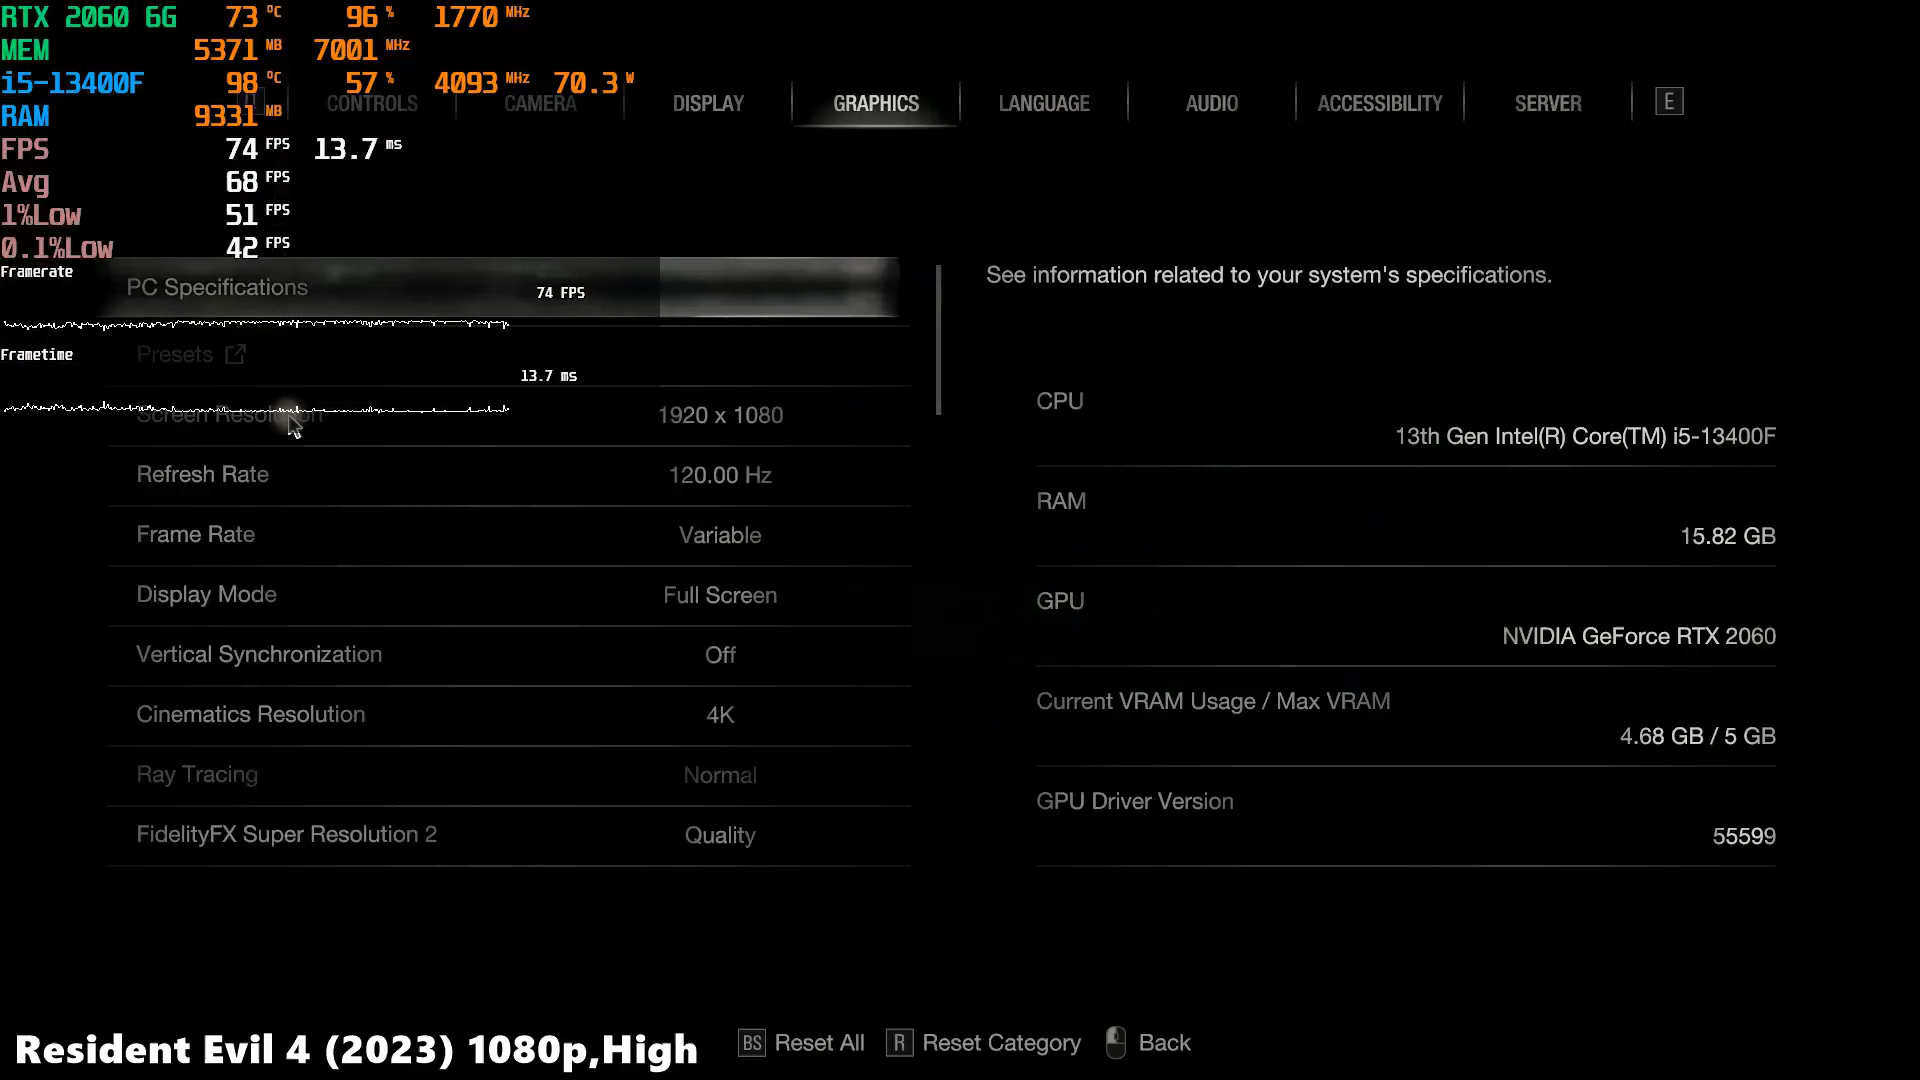 RTX 2060 6G 73 °C 96 % 1770 MHz
MEM 5371 MB 7001 MHz
i5-13400F 98 °C 57 % 4093 MHz 70.3 W
RAM 9331 MB
CONTROLS CAMERA DISPLAY GRAPHICS LANGUAGE AUDIO ACCESSIBILITY SERVER E
FPS 74 FPS 13.7 ms
Avg 68 FPS
1%Low 51 FPS
0.1%Low 42 FPS
Framerate
74 FPS
Frametime
13.7 ms
PC Specifications
Presets
Screen Resolution 1920 x 1080
Refresh Rate 120.00 Hz
Frame Rate Variable
Display Mode Full Screen
Vertical Synchronization Off
Cinematics Resolution 4K
Ray Tracing Normal
FidelityFX Super Resolution 2 Quality
See information related to your system's specifications.
CPU
13th Gen Intel(R) Core(TM) i5-13400F
RAM
15.82 GB
GPU
NVIDIA GeForce RTX 2060
Current VRAM Usage / Max VRAM
4.68 GB / 5 GB
GPU Driver Version
55599
Resident Evil 4 (2023) 1080p,High
BS Reset All R Reset Category Back